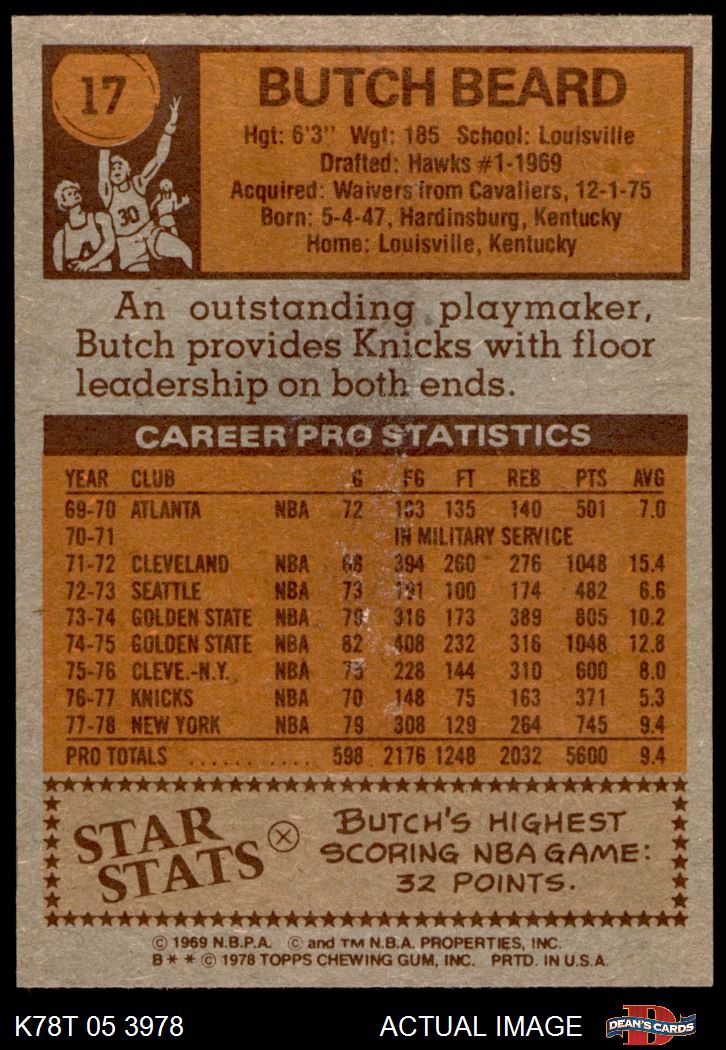 17
BUTCH BEARD
Hgt: 6'3" Wgt: 185 School: Louisville
Drafted: Hawks #1-1969
Acquired: Waivers from Cavaliers, 12-1-75
Born: 5-4-47, Hardinsburg, Kentucky
Home: Louisville, Kentucky
30
An outstanding playmaker,
Butch provides Knicks with floor
leadership on both ends.
CAREER PRO STATISTICS
YEAR CLUB G FG FT REB PTS AVG
69-70 ATLANTA NBA 72 183 135 140 501 7.0
70-71 IN MILITARY SERVICE
71-72 CLEVELAND NBA 68 394 260 276 1048 15.4
72-73 SEATTLE NBA 73 191 100 174 482 6.6
73-74 GOLDEN STATE NBA 79 316 173 389 805 10.2
74-75 GOLDEN STATE NBA 82 408 232 316 1048 12.8
75-76 CLEVE.-N.Y. NBA 75 228 144 310 600 8.0
76-77 KNICKS NBA 70 148 75 163 371 5.3
77-78 NEW YORK NBA 79 308 129 264 745 9.4
PRO TOTALS . . . . . . . . . . . 598 2176 1248 2032 5600 9.4
STAR STATS
BUTCH'S HIGHEST
SCORING NBA GAME:
32 POINTS.
© 1969 N.B.P.A. © and TM N.B.A. PROPERTIES, INC.
B * * © 1978 TOPPS CHEWING GUM, INC. PRTD. IN U.S.A.
K78T 05 3978 ACTUAL IMAGE DEAN'S CARDS